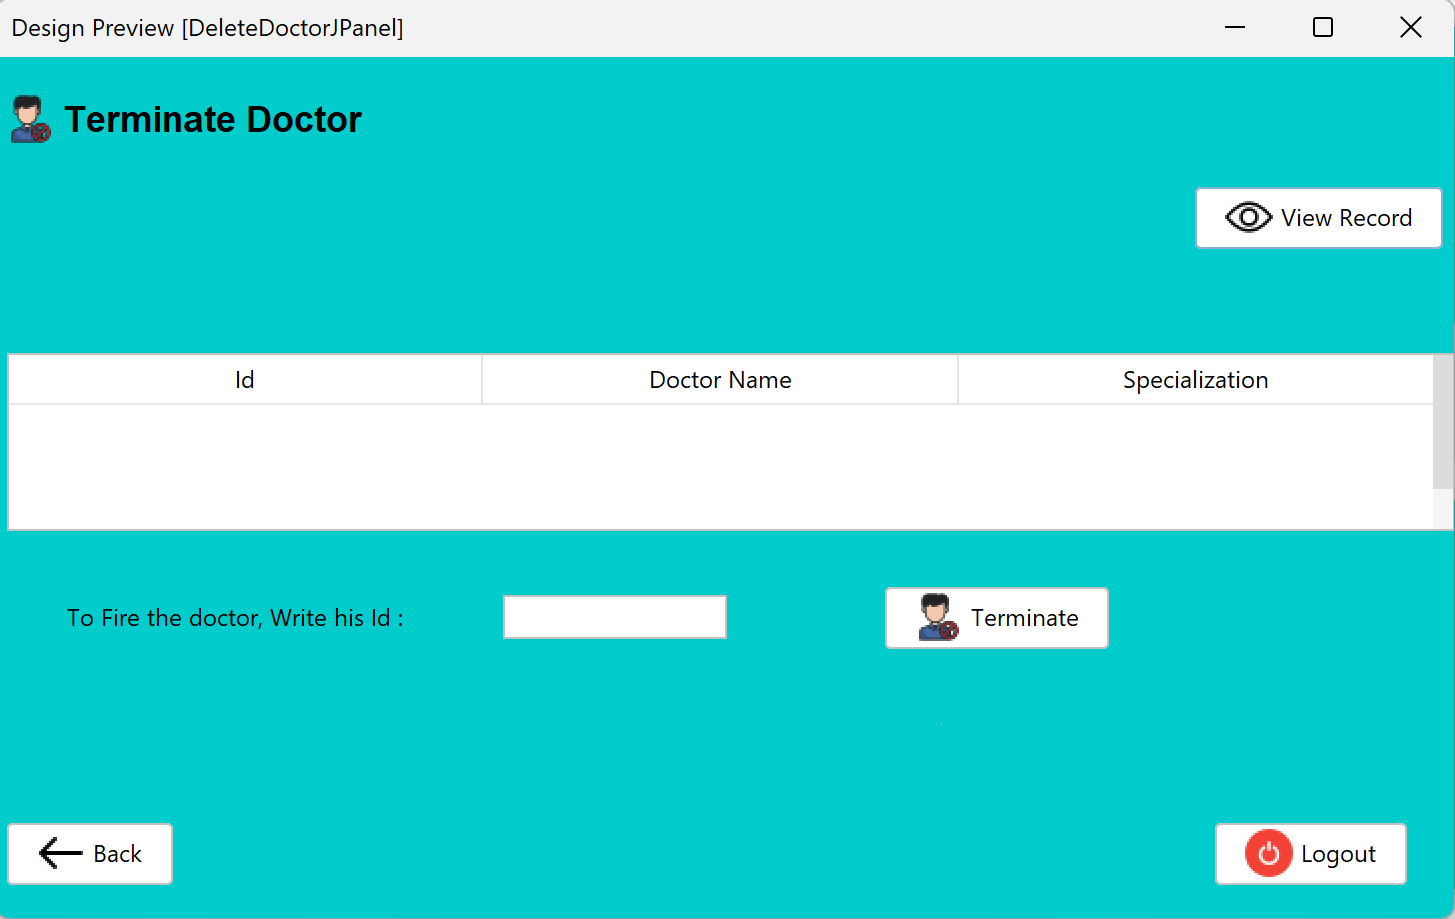 Design Preview [DeleteDoctorJPanel]
Terminate Doctor
View Record
Id Doctor Name Specialization
To Fire the doctor, Write his Id :
Terminate
Back
Logout